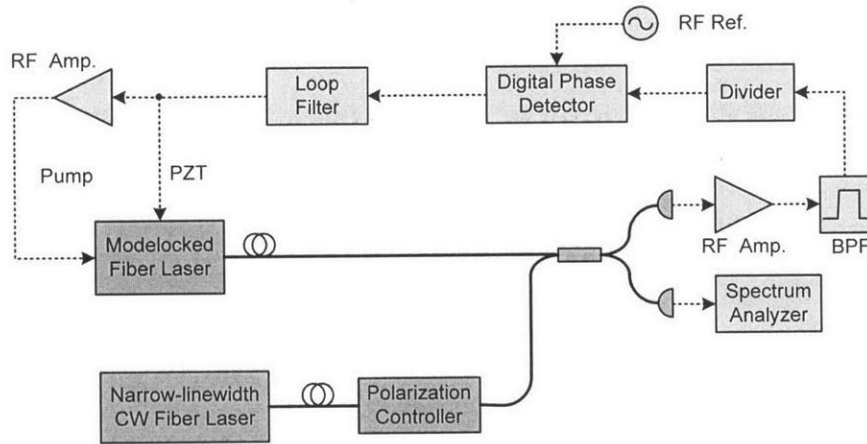 RF Ref.
RF Amp.
Loop
Filter
Digital Phase
Detector
Divider
Pump
PZT
Modelocked
Fiber Laser
RF Amp.
BPF
Spectrum
Analyzer
Narrow-linewidth
CW Fiber Laser
Polarization
Controller